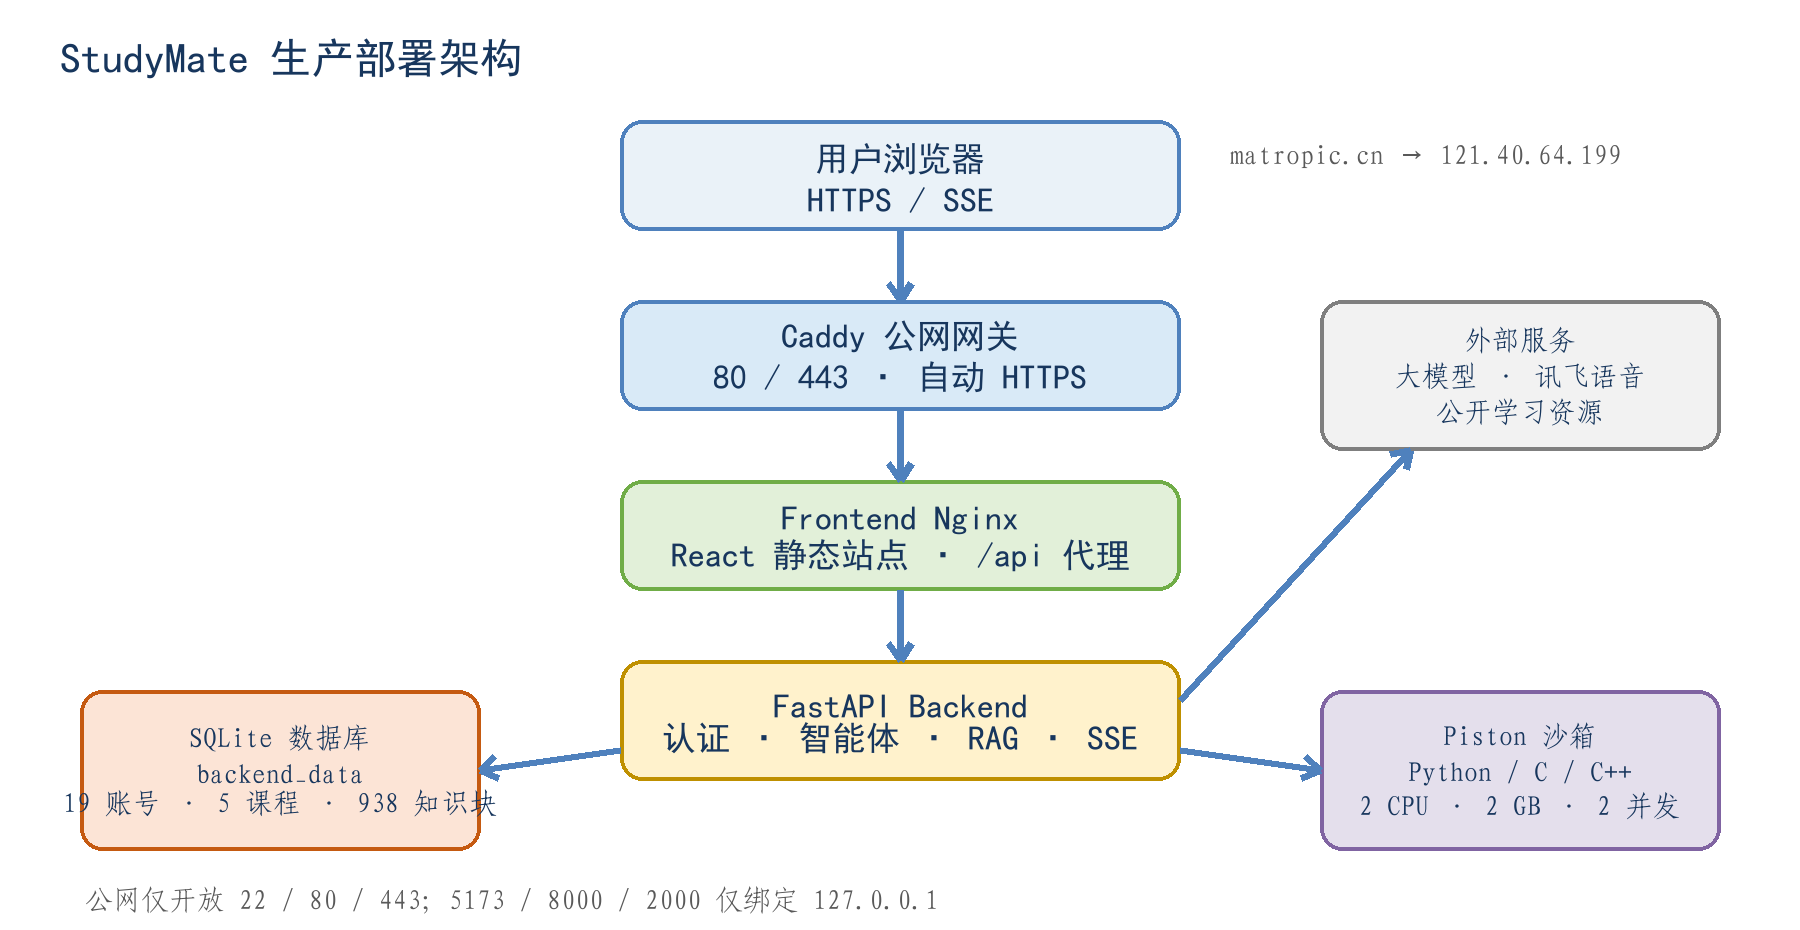 StudyMate 生产部署架构
用户浏览器
HTTPS / SSE
matropic.cn → 121.40.64.199
Caddy 公网网关
80 / 443 · 自动 HTTPS
外部服务
大模型 · 讯飞语音
公开学习资源
Frontend Nginx
React 静态站点 · /api 代理
FastAPI Backend
认证 · 智能体 · RAG · SSE
SQLite 数据库
backend_data
19 账号 · 5 课程 · 938 知识块
Piston 沙箱
Python / C / C++
2 CPU · 2 GB · 2 并发
公网仅开放 22 / 80 / 443; 5173 / 8000 / 2000 仅绑定 127.0.0.1